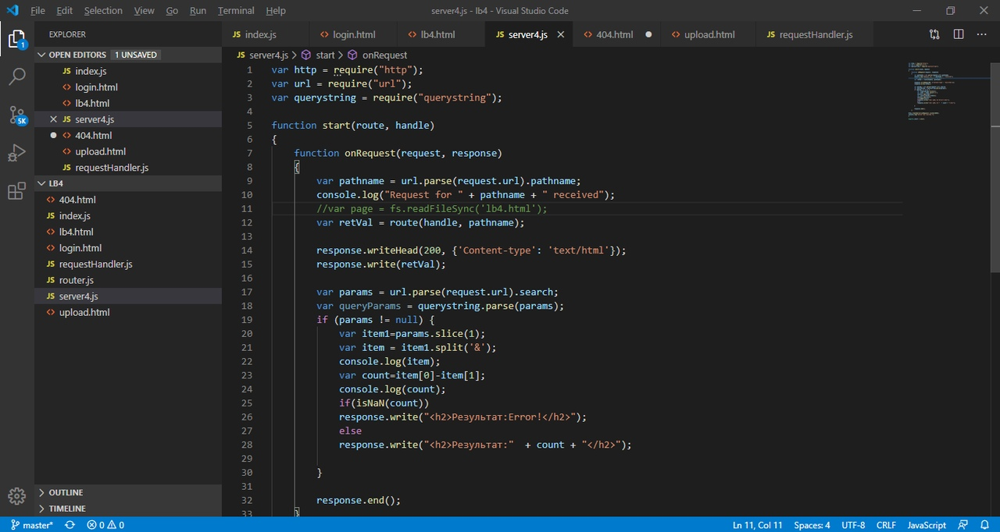 File Edit Selection View Go Run Terminal Help server4.js - lb4 - Visual Studio Code
EXPLORER
OPEN EDITORS 1 UNSAVED
JS index.js
<> login.html
<> lb4.html
JS server4.js
<> 404.html
<> upload.html
JS requestHandler.js
LB4
<> 404.html
JS index.js
<> lb4.html
<> login.html
JS requestHandler.js
JS router.js
JS server4.js
<> upload.html
OUTLINE
TIMELINE
1
5K
JS index.js <> login.html <> lb4.html JS server4.js <> 404.html <> upload.html JS requestHandler.js
JS server4.js > start > onRequest
1 var http = require("http");
2 var url = require("url");
3 var querystring = require("querystring");
4
5 function start(route, handle)
6 {
7 function onRequest(request, response)
8 {
9 var pathname = url.parse(request.url).pathname;
10 console.log("Request for " + pathname + " received");
11 //var page = fs.readFileSync('lb4.html');
12 var retVal = route(handle, pathname);
13
14 response.writeHead(200, {'Content-type': 'text/html'});
15 response.write(retVal);
16
17 var params = url.parse(request.url).search;
18 var queryParams = querystring.parse(params);
19 if (params != null) {
20 var item1=params.slice(1);
21 var item = item1.split('&');
22 console.log(item);
23 var count=item[0]-item[1];
24 console.log(count);
25 if(isNaN(count))
26 response.write("<h2>Результат:Error!</h2>");
27 else
28 response.write("<h2>Результат:"  + count + "</h2>");
29
30 }
31
32 response.end();
33 }
master* 0 0 Ln 11, Col 11 Spaces: 4 UTF-8 CRLF JavaScript